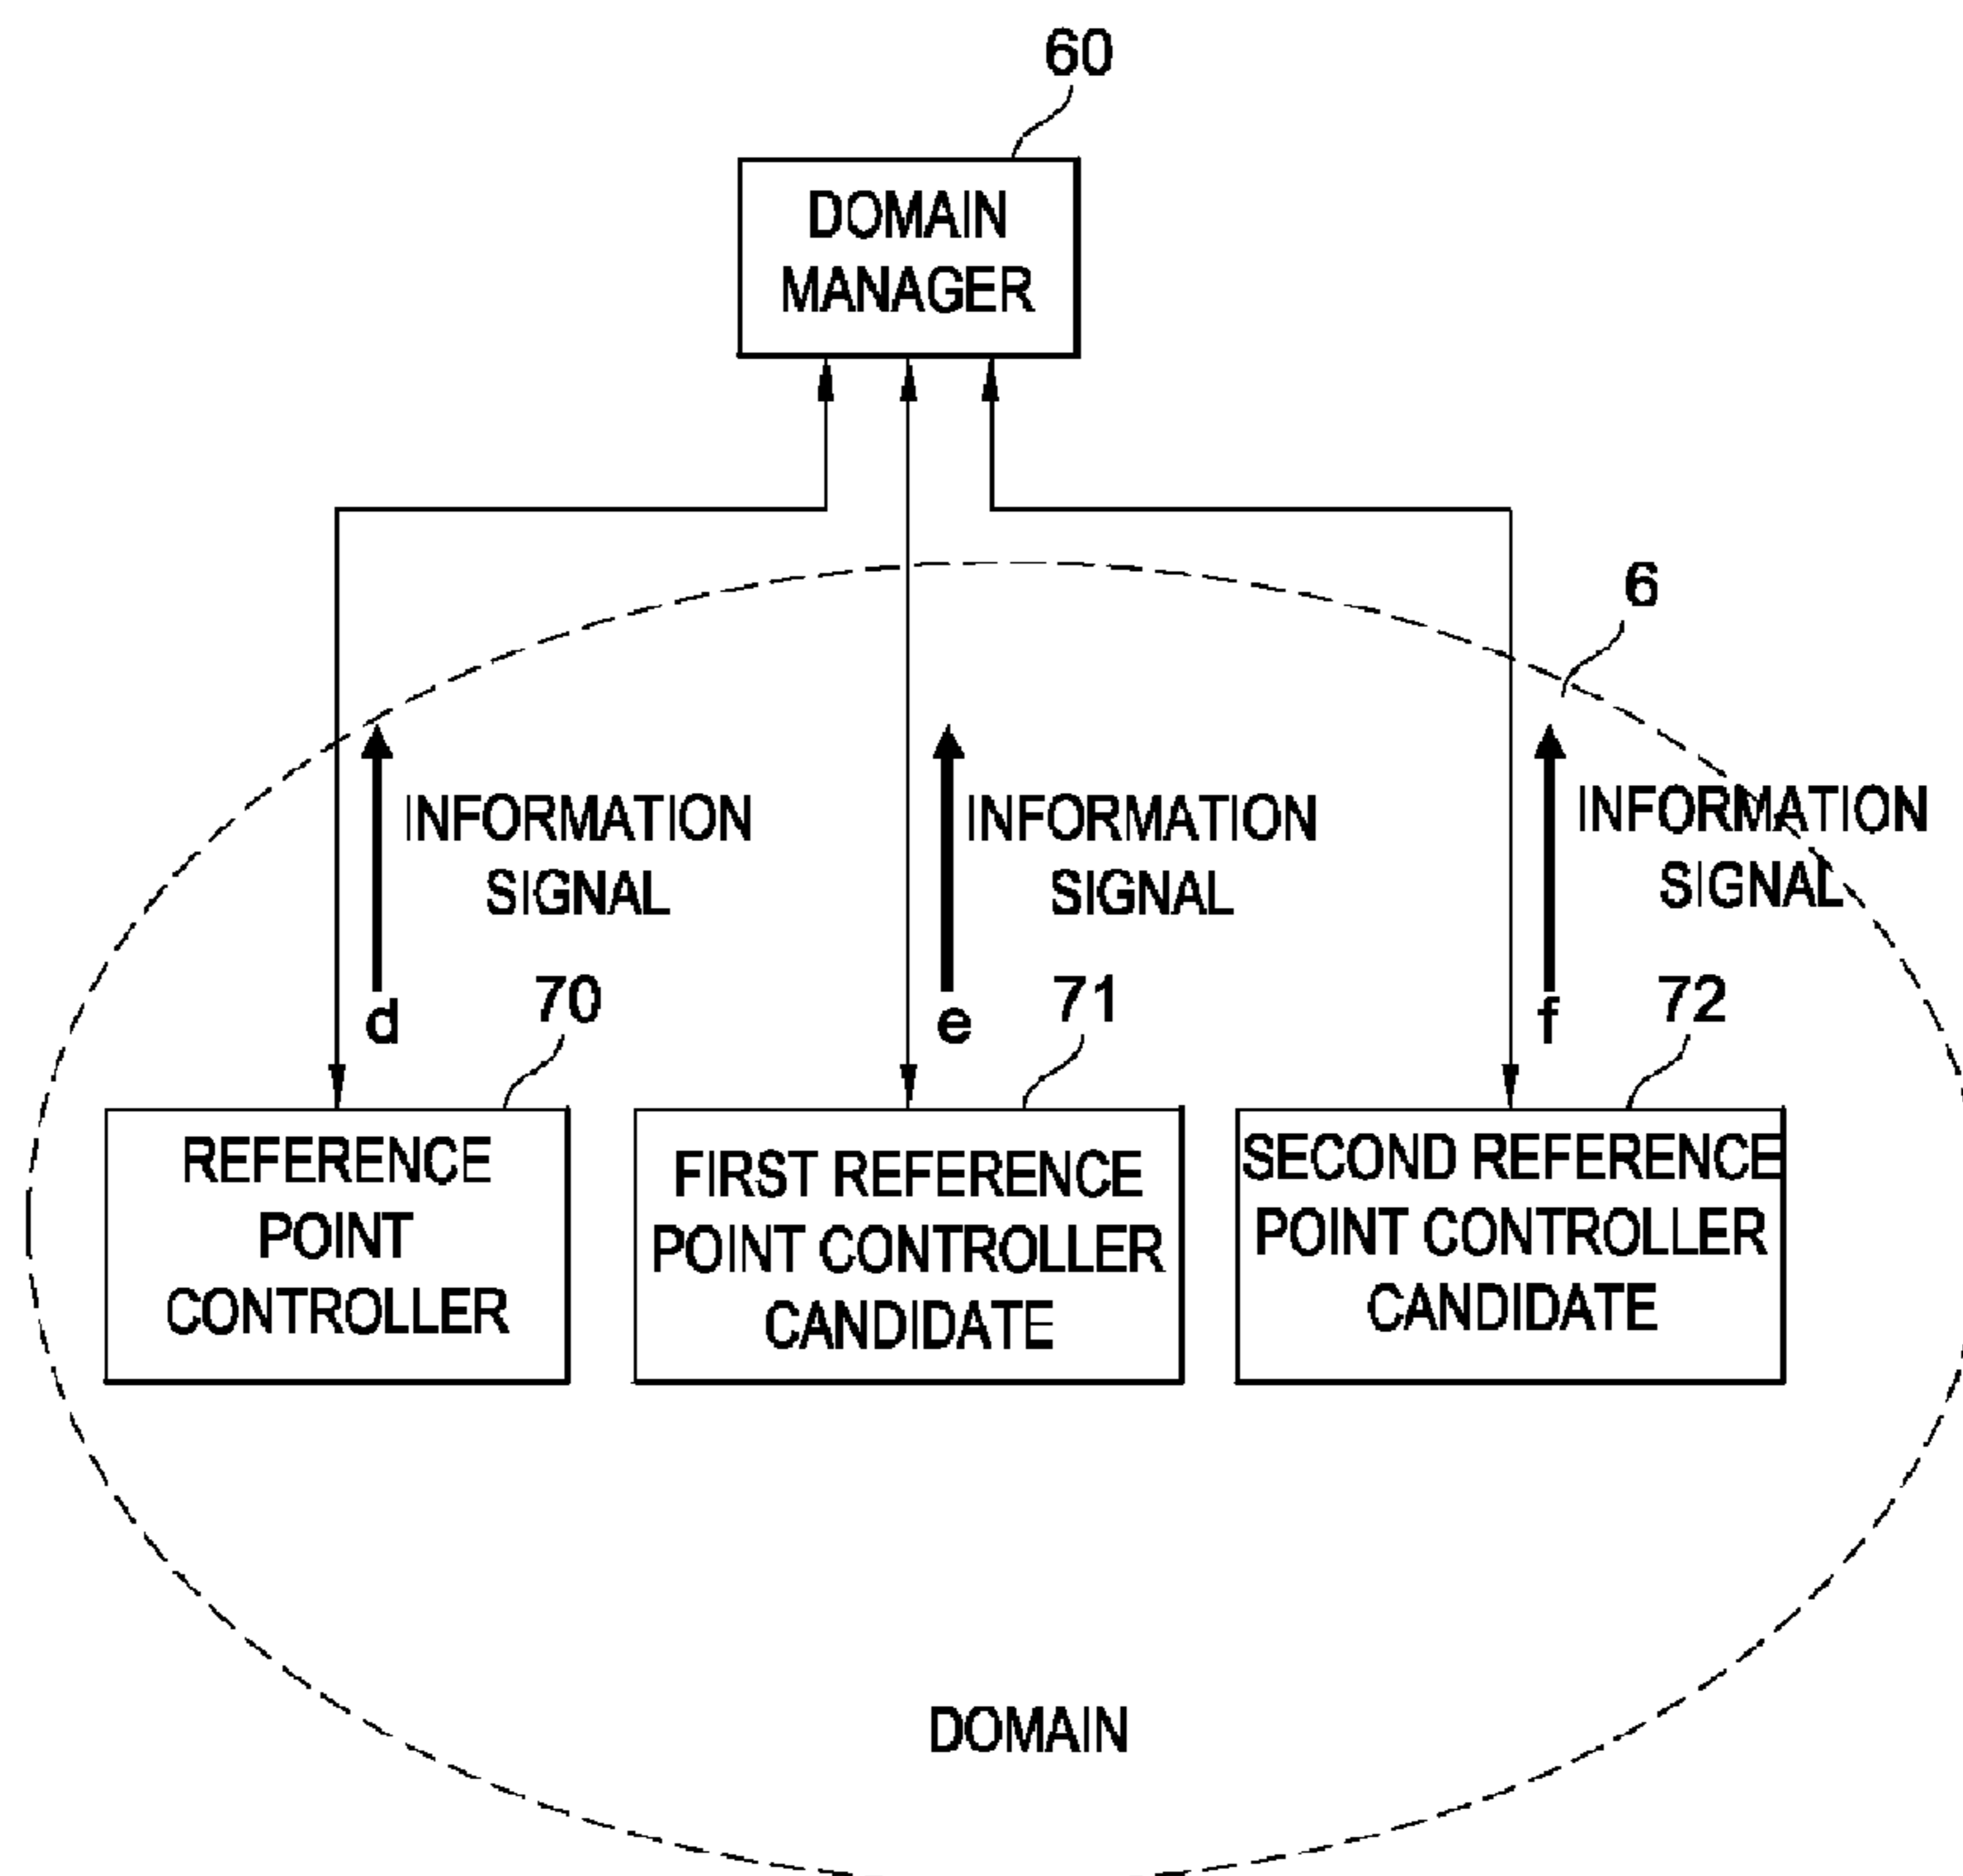 60
DOMAIN
MANAGER
6
INFORMATION
SIGNAL
INFORMATION
SIGNAL
INFORMATION
SIGNAL
d
70
e
71
f
72
REFERENCE
POINT
CONTROLLER
FIRST REFERENCE
POINT CONTROLLER
CANDIDATE
SECOND REFERENCE
POINT CONTROLLER
CANDIDATE
DOMAIN